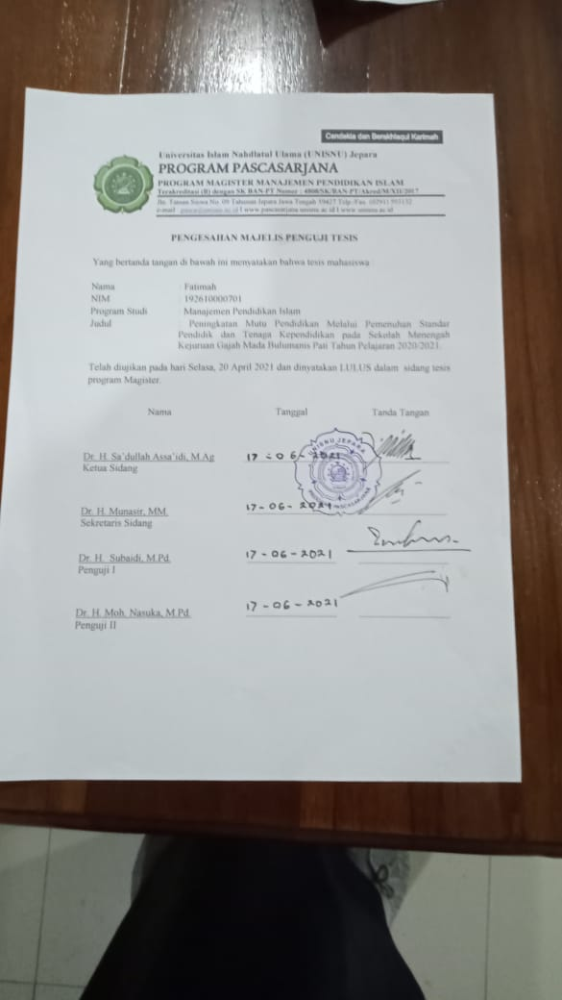 Cendekia dan Berakhlaqul Karimah
Universitas Islam Nahdlatul Ulama (UNISNU) Jepara
PROGRAM PASCASARJANA
PROGRAM MAGISTER MANAJEMEN PENDIDIKAN ISLAM
Terakreditasi (B) dengan SK BAN-PT Nomor : 4808/SK/BAN-PT/Akred/M/XII/2017
Jln. Taman Siswa No. 09 Tahunan Jepara Jawa Tengah 59427 Telp./Fax.
e-mail : www.pascasarjana.unisnu.ac.id I www.unisnu.ac.id
PENGESAHAN MAJELIS PENGUJI TESIS
Yang bertanda tangan di bawah ini menyatakan bahwa tesis mahasiswa :
Nama : Fatimah
NIM : 192610000701
Program Studi : Manajemen Pendidikan Islam
Judul : Peningkatan Mutu Pendidikan Melalui Pemenuhan Standar
Pendidik dan Tenaga Kependidikan pada Sekolah Menengah
Kejuruan Gajah Mada Bulumanis Pati Tahun Pelajaran 2020/2021.
Telah diujikan pada hari Selasa, 20 April 2021 dan dinyatakan LULUS dalam sidang tesis
program Magister.
Nama Tanggal Tanda Tangan
Dr. H. Sa'dullah Assa'idi, M.Ag 17-06-2021
Ketua Sidang
UNISNU JEPARA
PASCASARJANA
Dr. H. Munasir, MM. 17-06-2021
Sekretaris Sidang
Dr. H. Subaidi, M.Pd. 17-06-2021
Penguji I
Dr. H. Moh. Nasuka, M.Pd. 17-06-2021
Penguji II